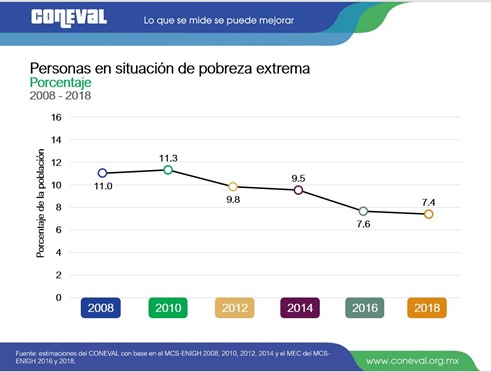 CONEVAL
Lo que se mide se puede mejorar
Personas en situación de pobreza extrema
Porcentaje
2008 - 2018
Porcentaje de la población
16
14
12
10
8
6
4
2
0
11.0
11.3
9.8
9.5
7.6
7.4
2008
2010
2012
2014
2016
2018
Fuente: estimaciones del CONEVAL con base en el MCS-ENIGH 2008, 2010, 2012, 2014 y el MEC del MCS-
ENIGH 2016 y 2018.
www.coneval.org.mx